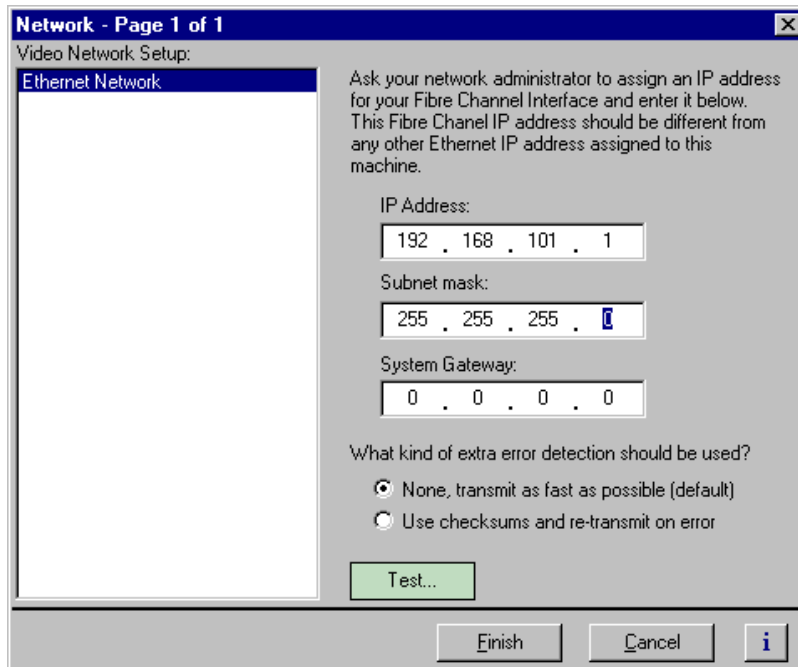 Network - Page 1 of 1
Video Network Setup:
Ethernet Network
Ask your network administrator to assign an IP address
for your Fibre Channel Interface and enter it below.
This Fibre Chanel IP address should be different from
any other Ethernet IP address assigned to this
machine.
IP Address:
192 . 168 . 101 . 1
Subnet mask:
255 . 255 . 255 . 0
System Gateway:
0 . 0 . 0 . 0
What kind of extra error detection should be used?
None, transmit as fast as possible (default)
Use checksums and re-transmit on error
Test...
Finish
Cancel
i